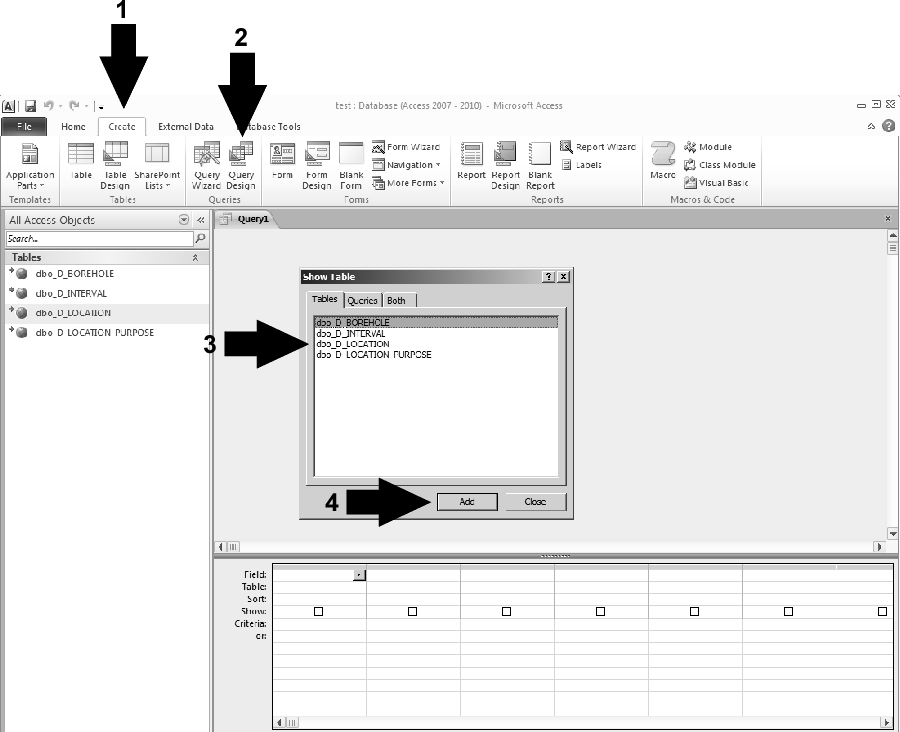 1
2
test : Database (Access 2007 - 2010) - Microsoft Access
File Home Create External Data Database Tools
Application Parts Table Table Design SharePoint Lists Query Wizard Query Design Form Form Design Blank Form Form Wizard Navigation More Forms Report Report Design Blank Report Report Wizard Labels Macro Module Class Module Visual Basic
Templates Tables Queries Forms Reports Macros & Code
All Access Objects
Search...
Tables
dbo_D_BOREHOLE
dbo_D_INTERVAL
dbo_D_LOCATION
dbo_D_LOCATION_PURPOSE
Query1
Show Table
Tables Queries Both
dbo_D_BOREHOLE
dbo_D_INTERVAL
dbo_D_LOCATION
dbo_D_LOCATION_PURPOSE
3
4
Add Close
Field:
Table:
Sort:
Show:
Criteria:
or: